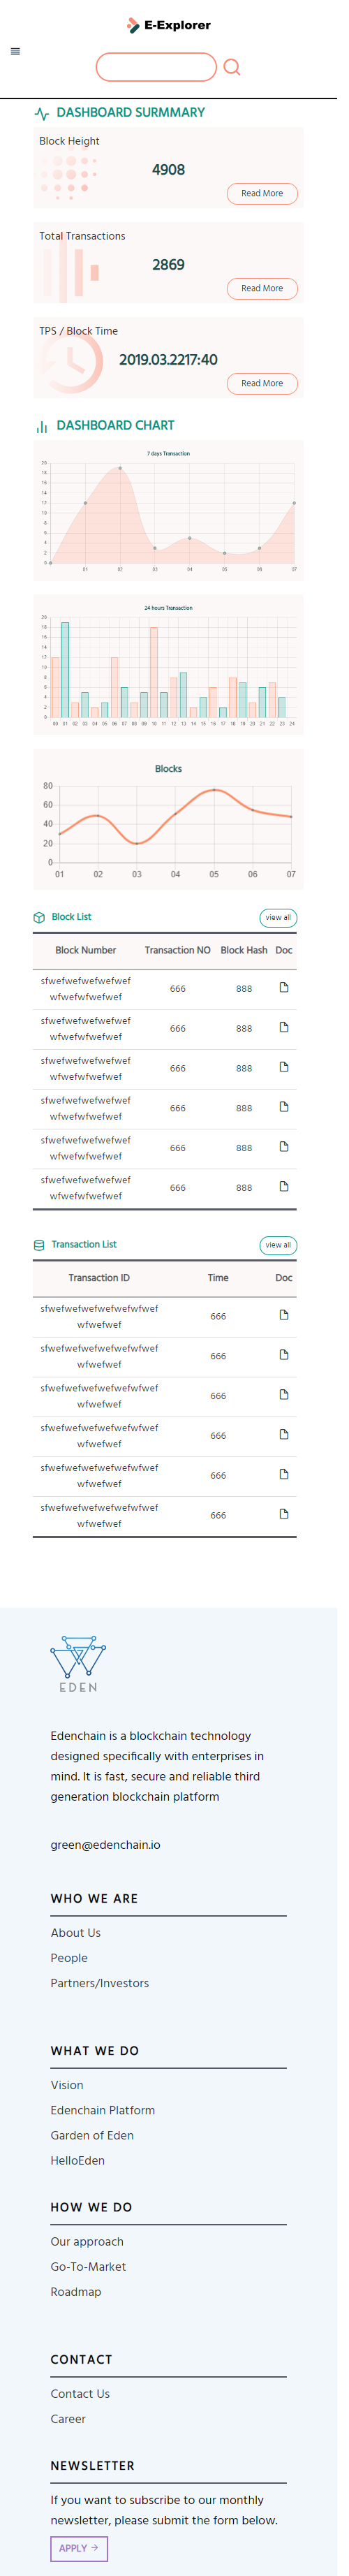 E-Explorer
DASHBOARD SURMMARY
Block Height
4908
Read More
Total Transactions
2869
Read More
TPS / Block Time
2019.03.2217:40
Read More
DASHBOARD CHART
7 days Transaction
20
18
16
14
12
10
8
6
4
2
0
01 02 03 04 05 06 07
24 hours Transaction
20
18
16
14
12
10
8
6
4
2
0
00 01 02 03 04 05 06 07 08 09 10 11 12 13 14 15 16 17 18 19 20 21 22 23 24
Blocks
80
60
40
20
0
01 02 03 04 05 06 07
Block List view all
Block Number Transaction NO Block Hash Doc
sfwefwefwefwefwef
wfwefwfwefwef 666 888
sfwefwefwefwefwef
wfwefwfwefwef 666 888
sfwefwefwefwefwef
wfwefwfwefwef 666 888
sfwefwefwefwefwef
wfwefwfwefwef 666 888
sfwefwefwefwefwef
wfwefwfwefwef 666 888
sfwefwefwefwefwef
wfwefwfwefwef 666 888
Transaction List view all
Transaction ID Time Doc
sfwefwefwefwefwefwfwef
wfwefwef 666
sfwefwefwefwefwefwfwef
wfwefwef 666
sfwefwefwefwefwefwfwef
wfwefwef 666
sfwefwefwefwefwefwfwef
wfwefwef 666
sfwefwefwefwefwefwfwef
wfwefwef 666
sfwefwefwefwefwefwfwef
wfwefwef 666
EDEN
Edenchain is a blockchain technology
designed specifically with enterprises in
mind. It is fast, secure and reliable third
generation blockchain platform
green@edenchain.io
WHO WE ARE
About Us
People
Partners/Investors
WHAT WE DO
Vision
Edenchain Platform
Garden of Eden
HelloEden
HOW WE DO
Our approach
Go-To-Market
Roadmap
CONTACT
Contact Us
Career
NEWSLETTER
If you want to subscribe to our monthly
newsletter, please submit the form below.
APPLY →